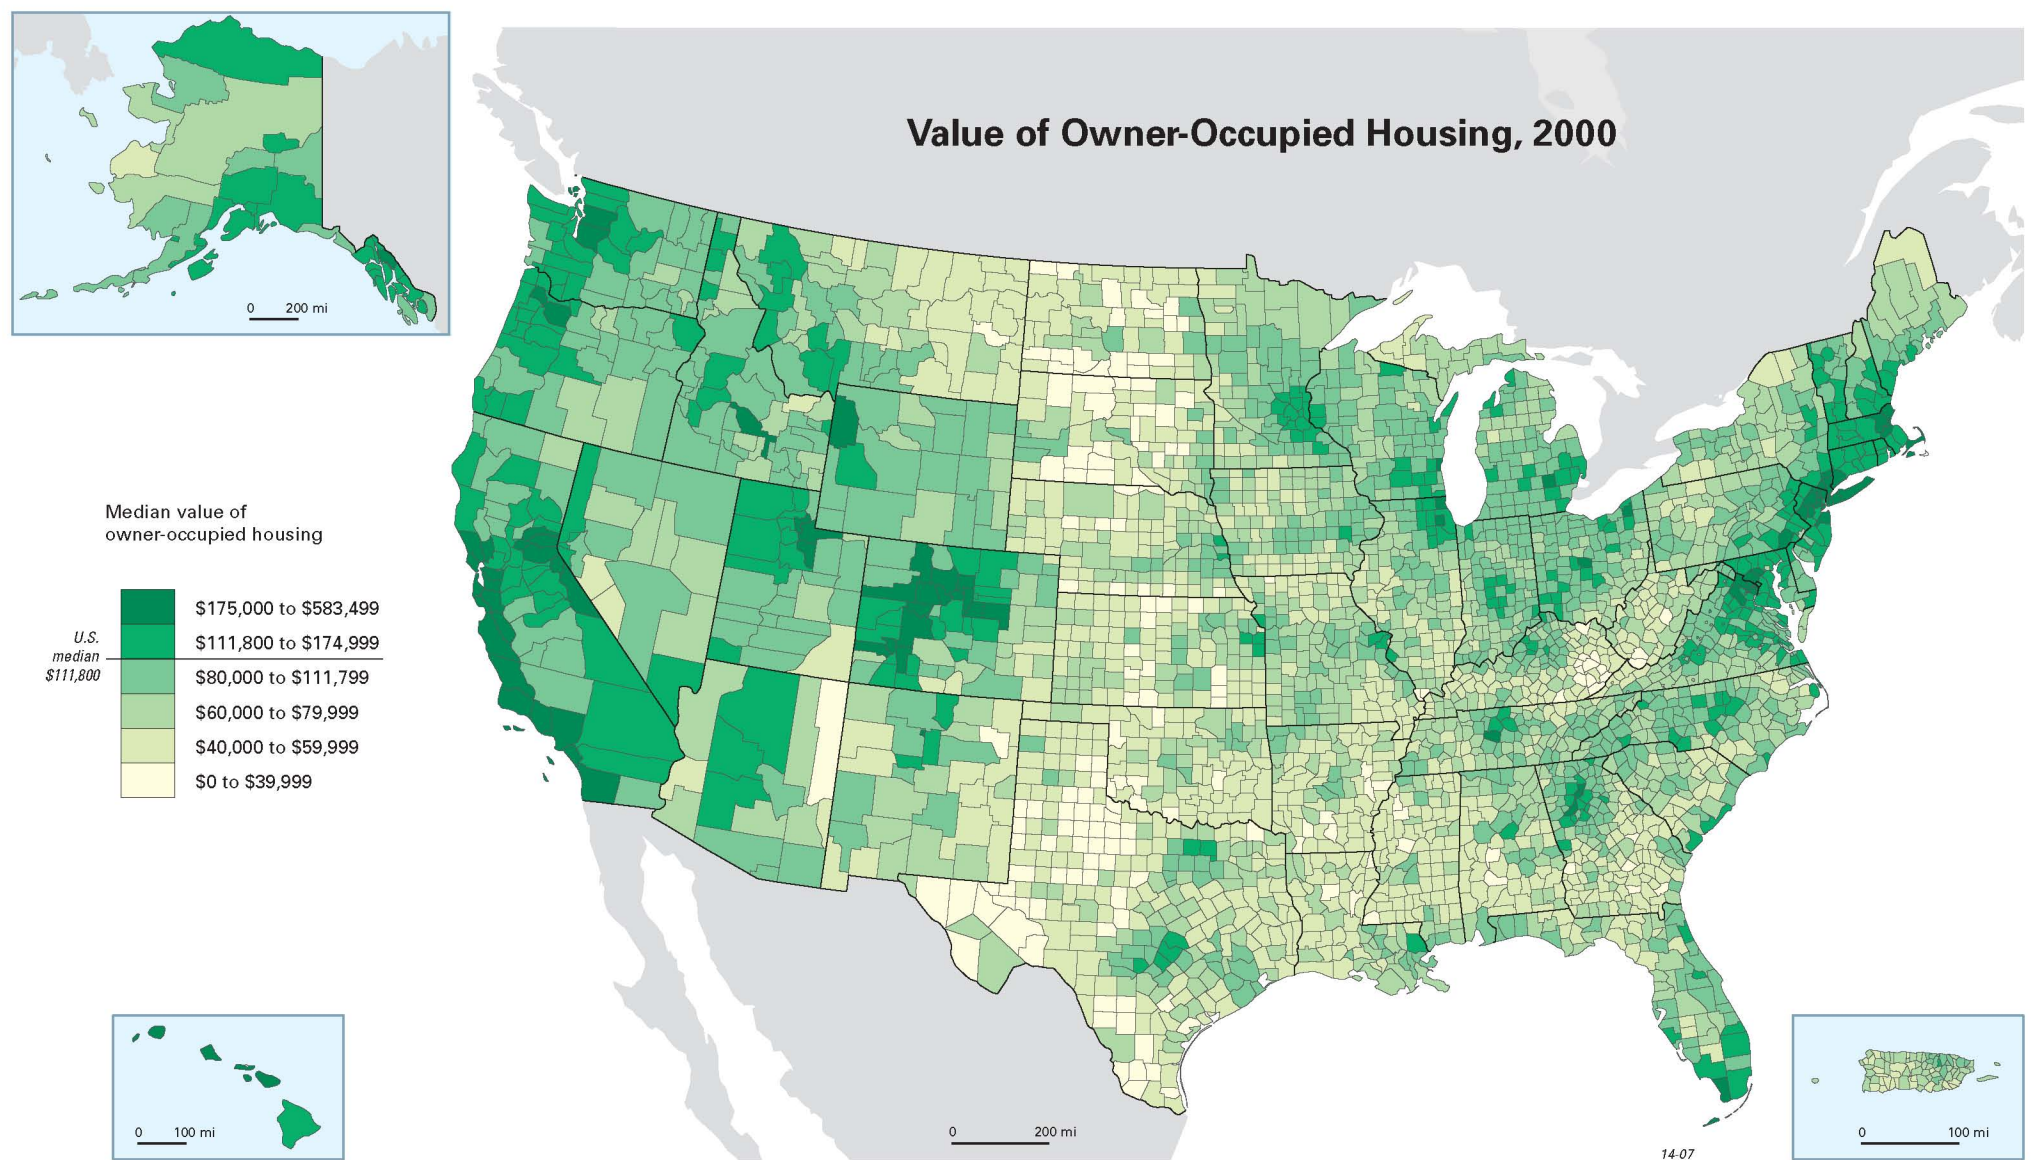 Value of Owner-Occupied Housing, 2000
0 200 mi
Median value of
owner-occupied housing
$175,000 to $583,499
$111,800 to $174,999
$80,000 to $111,799
$60,000 to $79,999
$40,000 to $59,999
$0 to $39,999
U.S.
median
$111,800
0 100 mi
0 200 mi
0 100 mi
14-07